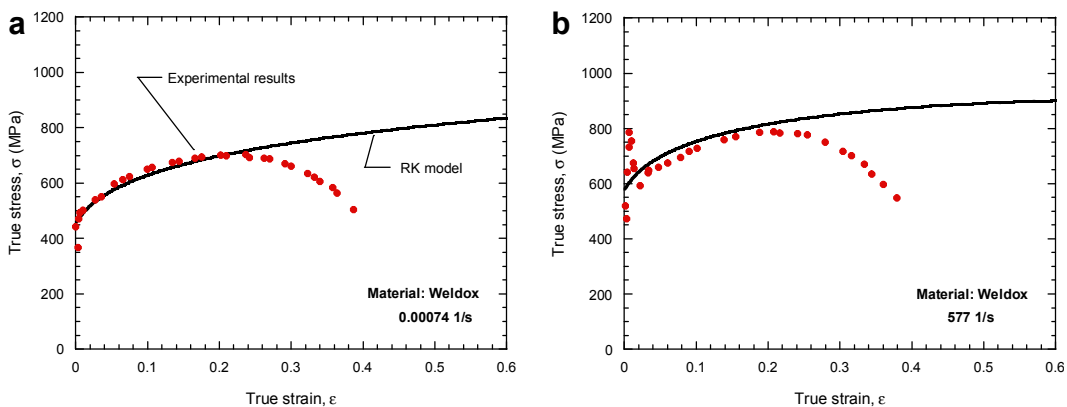 a
1200
1000
800
600
400
200
0
True stress, σ (MPa)
Experimental results
RK model
Material: Weldox
0.00074 1/s
0 0.1 0.2 0.3 0.4 0.5 0.6
True strain, ε
b
1200
1000
800
600
400
200
0
True stress, σ (MPa)
Material: Weldox
577 1/s
0 0.1 0.2 0.3 0.4 0.5 0.6
True strain, ε